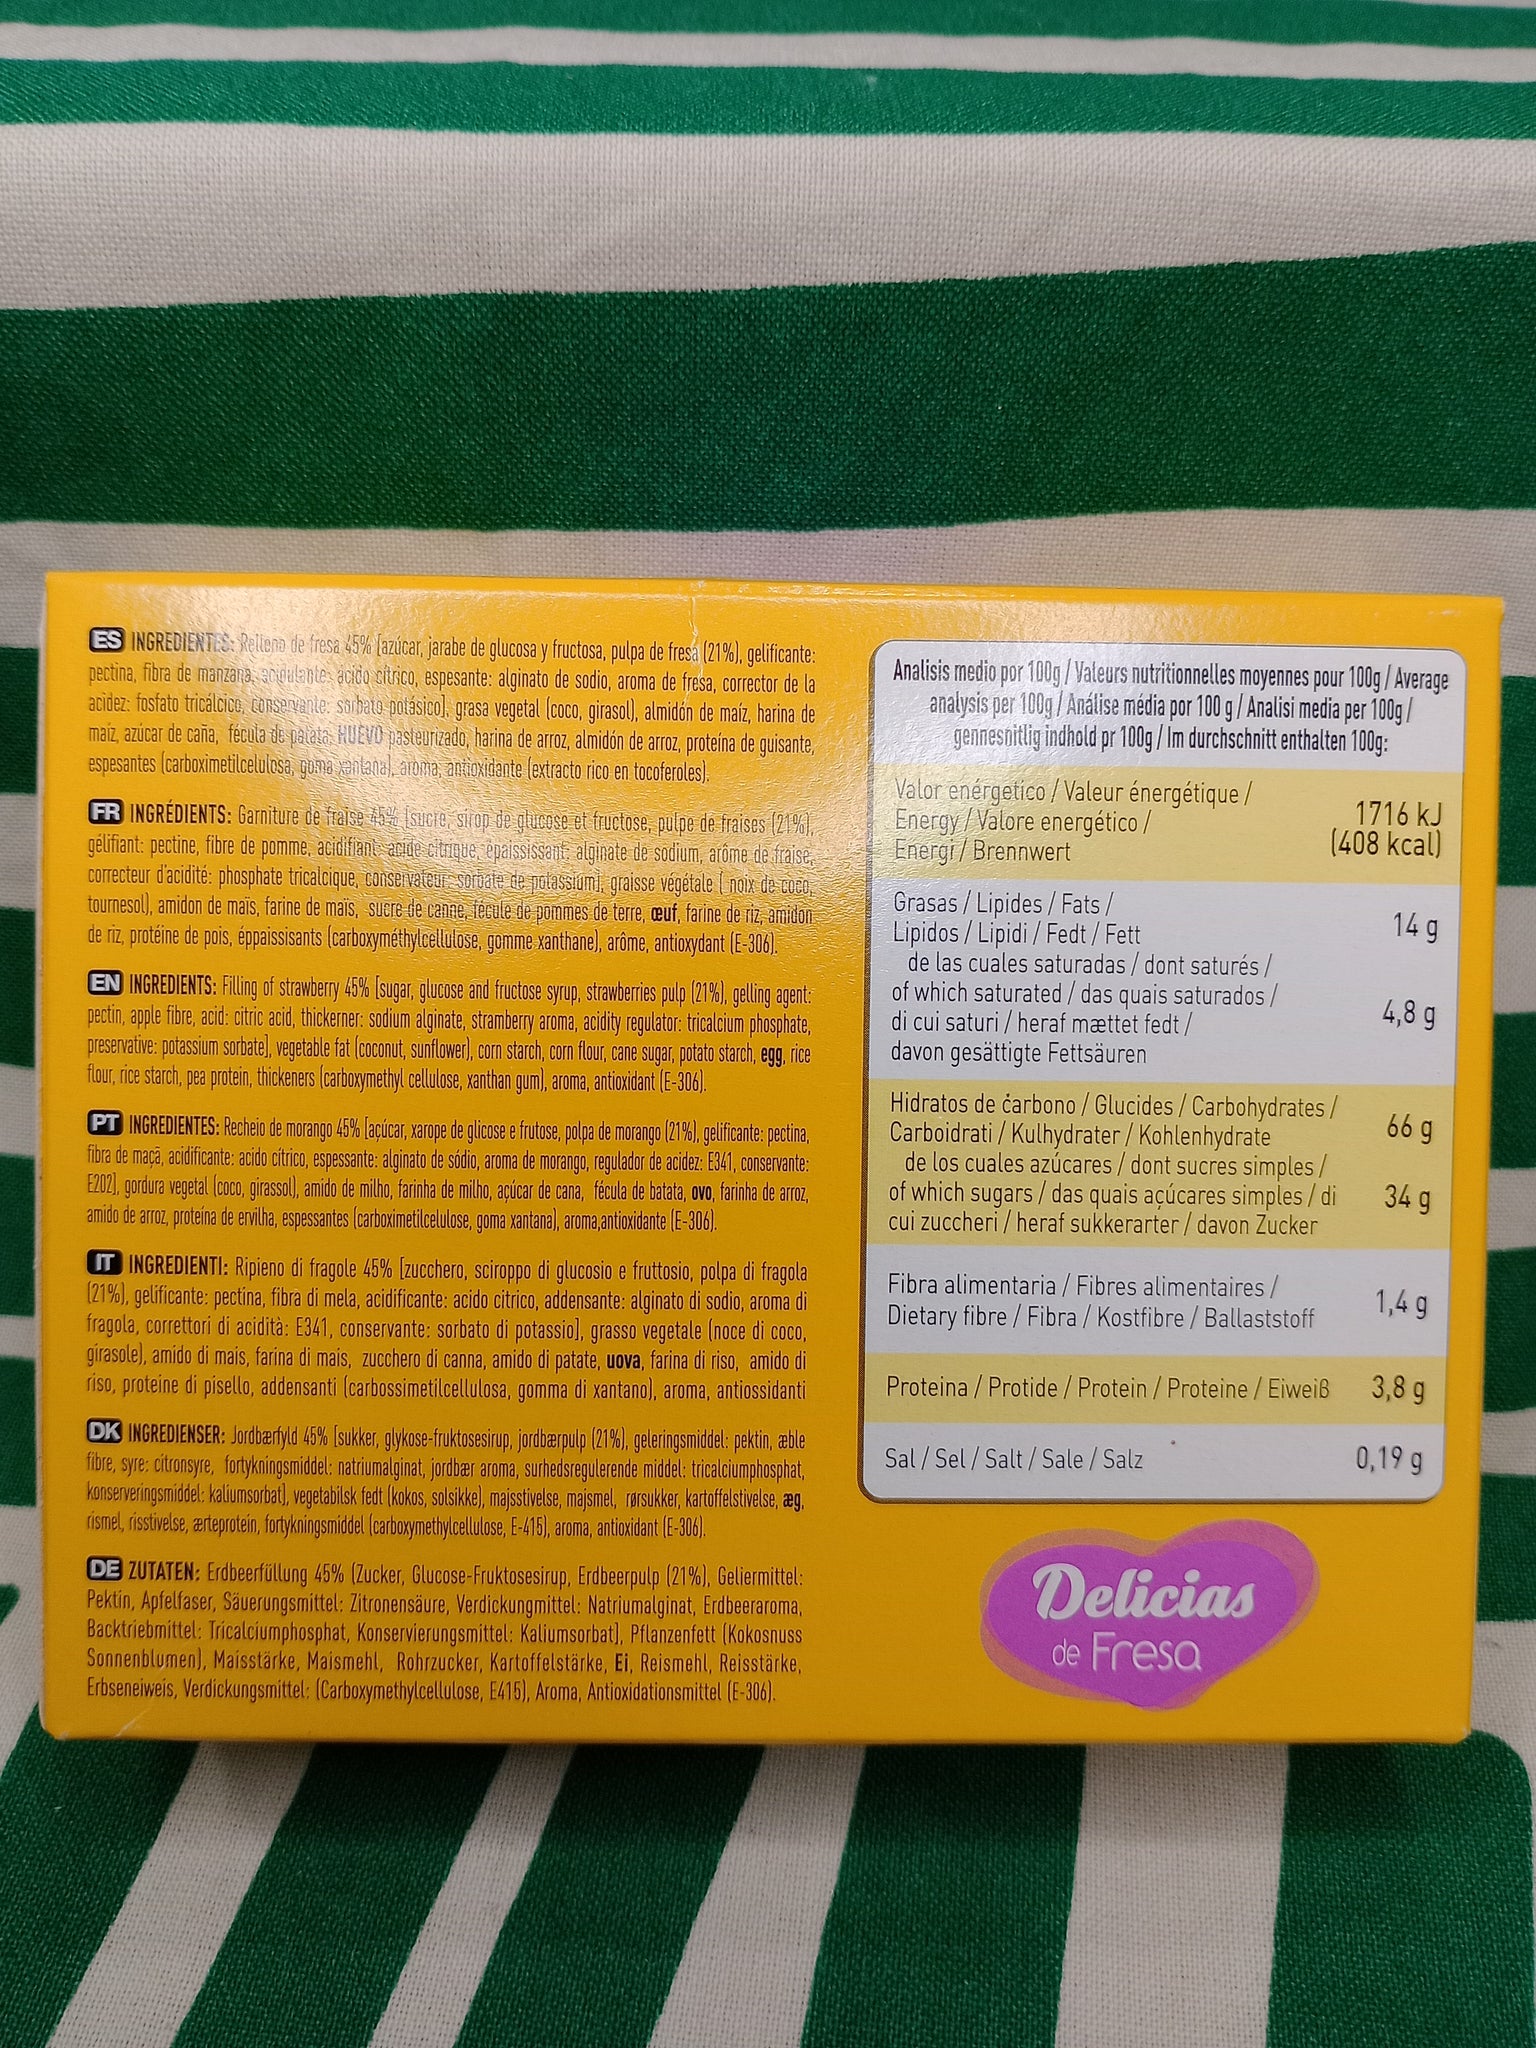 ES INGREDIENTES: Relleno de fresa 45% [azúcar, jarabe de glucosa y fructosa, pulpa de fresa (21%), gelificante:
pectina, fibra de manzana, acidulante: ácido cítrico, espesante: alginato de sodio, aroma de fresa, corrector de la
acidez: fosfato tricálcico, conservante: sorbato potásico], grasa vegetal (coco, girasol), almidón de maíz, harina de
maíz, azúcar de caña, fécula de patata, HUEVO pasteurizado, harina de arroz, almidón de arroz, proteína de guisante,
espesantes (carboximetilcelulosa, goma xantana), aroma, antioxidante (extracto rico en tocoferoles).
FR INGRÉDIENTS: Garniture de fraise 45% [sucre, sirop de glucose et fructose, pulpe de fraises (21%),
gélifiant: pectine, fibre de pomme, acidifiant: acide citrique, épaississant: alginate de sodium, arôme de fraise,
correcteur d'acidité: phosphate tricalcique, conservateur: sorbate de potassium], graisse végétale ( noix de coco,
tournesol), amidon de maïs, farine de maïs, sucre de canne, fécule de pommes de terre, œuf, farine de riz, amidon
de riz, protéine de pois, éppaississants (carboxyméthylcellulose, gomme xanthane), arôme, antioxydant (E-306).
EN INGREDIENTS: Filling of strawberry 45% [sugar, glucose and fructose syrup, strawberries pulp (21%), gelling agent:
pectin, apple fibre, acid: citric acid, thickerner: sodium alginate, stramberry aroma, acidity regulator: tricalcium phosphate,
preservative: potassium sorbate], vegetable fat (coconut, sunflower), corn starch, corn flour, cane sugar, potato starch, egg, rice
flour, rice starch, pea protein, thickeners (carboxymethyl cellulose, xanthan gum), aroma, antioxidant (E-306).
PT INGREDIENTES: Recheio de morango 45% [açúcar, xarope de glicose e frutose, polpa de morango (21%), gelificante: pectina,
fibra de maçã, acidificante: acido cítrico, espessante: alginato de sódio, aroma de morango, regulador de acidez: E341, conservante:
E202], gordura vegetal (coco, girassol), amido de milho, farinha de milho, açúcar de cana, fécula de batata, ovo, farinha de arroz,
amido de arroz, proteína de ervilha, espessantes (carboximetilcelulose, goma xantana), aroma,antioxidante (E-306).
IT INGREDIENTI: Ripieno di fragole 45% [zucchero, sciroppo di glucosio e fruttosio, polpa di fragola
(21%), gelificante: pectina, fibra di mela, acidificante: acido citrico, addensante: alginato di sodio, aroma di
fragola, correttori di acidità: E341, conservante: sorbato di potassio], grasso vegetale (noce di coco,
girasole), amido di mais, farina di mais, zucchero di canna, amido di patate, uova, farina di riso, amido di
riso, proteine di pisello, addensanti (carbossimetilcellulosa, gomma di xantano), aroma, antiossidanti
DK INGREDIENSER: Jordbærfyld 45% [sukker, glykose-fruktosesirup, jordbærpulp (21%), geleringsmiddel: pektin, æble
fibre, syre: citronsyre, fortykningsmiddel: natriumalginat, jordbær aroma, surhedsregulerende middel: tricalciumphosphat,
konserveringsmiddel: kaliumsorbat], vegetabilsk fedt (kokos, solsikke), majsstivelse, majsmel, rørsukker, kartoffelstivelse, æg,
rismel, risstivelse, ærteprotein, fortykningsmiddel (carboxymethylcellulose, E-415), aroma, antioxidant (E-306).
DE ZUTATEN: Erdbeerfüllung 45% (Zucker, Glucose-Fruktosesirup, Erdbeerpulp (21%), Geliermittel:
Pektin, Apfelfaser, Säuerungsmittel: Zitronensäure, Verdickungmittel: Natriumalginat, Erdbeeraroma,
Backtriebmittel: Tricalciumphosphat, Konservierungsmittel: Kaliumsorbat], Pflanzenfett (Kokosnuss
Sonnenblumen), Maisstärke, Maismehl, Rohrzucker, Kartoffelstärke, Ei, Reismehl, Reisstärke,
Erbseneiweis, Verdickungsmittel: (Carboxymethylcellulose, E415), Aroma, Antioxidationsmittel (E-306).
Analisis medio por 100g / Valeurs nutritionnelles moyennes pour 100g / Average
analysis per 100g / Análise média por 100 g / Analisi media per 100g /
gennesnitlig indhold pr 100g / Im durchschnitt enthalten 100g:
Valor enérgetico / Valeur énergétique /
Energy / Valore energético / 1716 kJ
Energi / Brennwert (408 kcal)
Grasas / Lipides / Fats /
Lipidos / Lipidi / Fedt / Fett 14 g
de las cuales saturadas / dont saturés /
of which saturated / das quais saturados /
di cui saturi / heraf mættet fedt / 4,8 g
davon gesättigte Fettsäuren
Hidratos de carbono / Glucides / Carbohydrates /
Carboidrati / Kulhydrater / Kohlenhydrate 66 g
de los cuales azúcares / dont sucres simples /
of which sugars / das quais açúcares simples / di 34 g
cui zuccheri / heraf sukkerarter / davon Zucker
Fibra alimentaria / Fibres alimentaires /
Dietary fibre / Fibra / Kostfibre / Ballaststoff 1,4 g
Proteina / Protide / Protein / Proteine / Eiweiß 3,8 g
Sal / Sel / Salt / Sale / Salz 0,19 g
Delicias
de Fresa